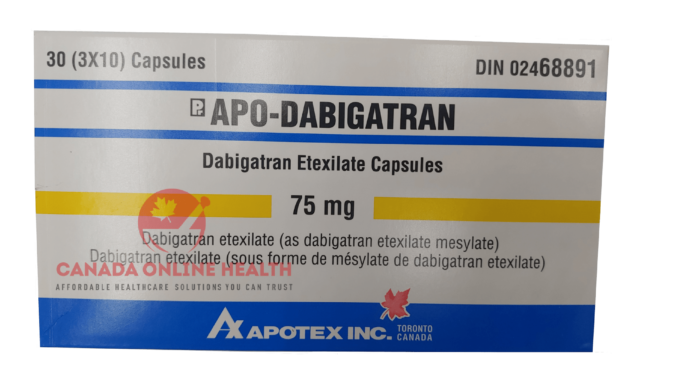 30 (3X10) Capsules
DIN 02468891
Pr APO-DABIGATRAN
Dabigatran Etexilate Capsules
75 mg
Dabigatran etexilate (as dabigatran etexilate mesylate)
Dabigatran etexilate (sous forme de mésylate de dabigatran etexilate)
CANADA ONLINE HEALTH
AFFORDABLE HEALTHCARE SOLUTIONS YOU CAN TRUST
APOTEX INC. TORONTO
CANADA